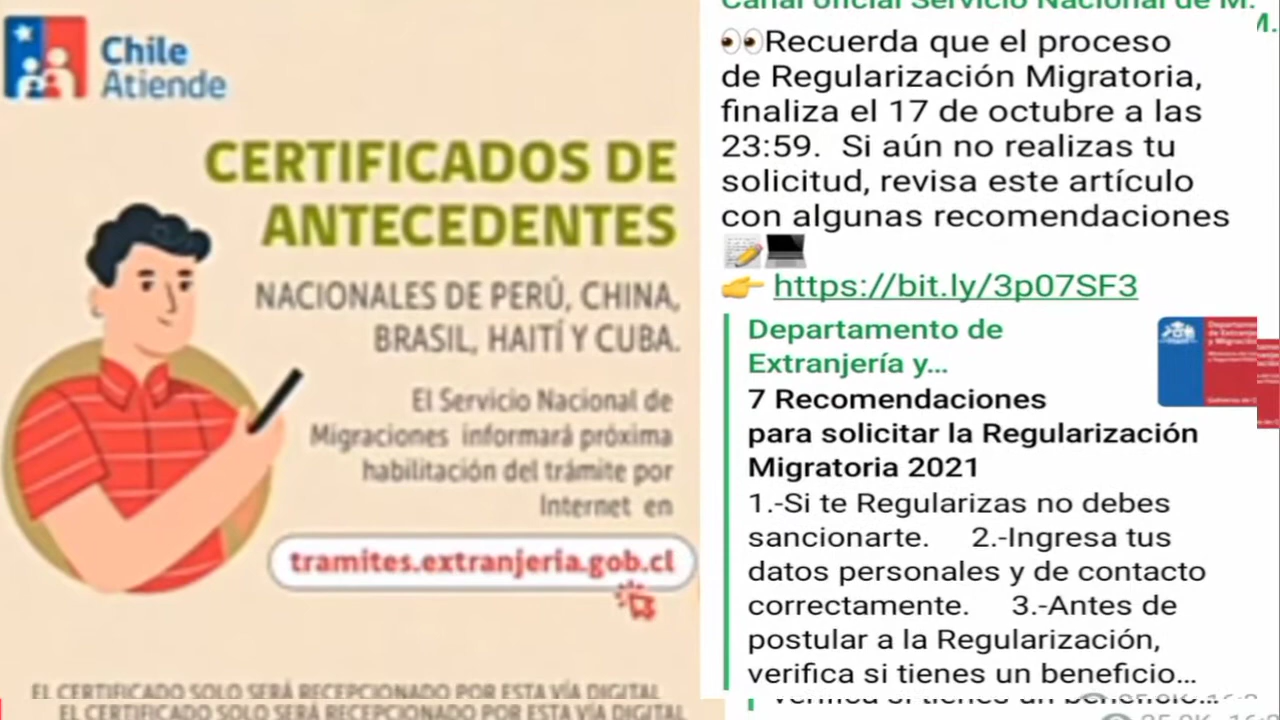 Chile
Atiende
CERTIFICADOS DE
ANTECEDENTES
NACIONALES DE PERÚ, CHINA,
BRASIL, HAITÍ Y CUBA.
El Servicio Nacional de
Migraciones informará próxima
habilitación del trámite por
Internet en
tramites.extranjeria.gob.cl
EL CERTIFICADO SOLO SERÁ RECEPCIONADO POR ESTA VÍA DIGITAL
EL CERTIFICADO SOLO SERÁ RECEPCIONADO POR ESTA VÍA DIGITAL
Canal oficial Servicio Nacional de M.
M.
👀Recuerda que el proceso
de Regularización Migratoria,
finaliza el 17 de octubre a las
23:59. Si aún no realizas tu
solicitud, revisa este artículo
con algunas recomendaciones
📝💻
👉 https://bit.ly/3p07SF3
Departamento de
Extranjería y...
7 Recomendaciones
para solicitar la Regularización
Migratoria 2021
1.-Si te Regularizas no debes
sancionarte. 2.-Ingresa tus
datos personales y de contacto
correctamente. 3.-Antes de
postular a la Regularización,
verifica si tienes un beneficio...
verifica si tienes un beneficio...